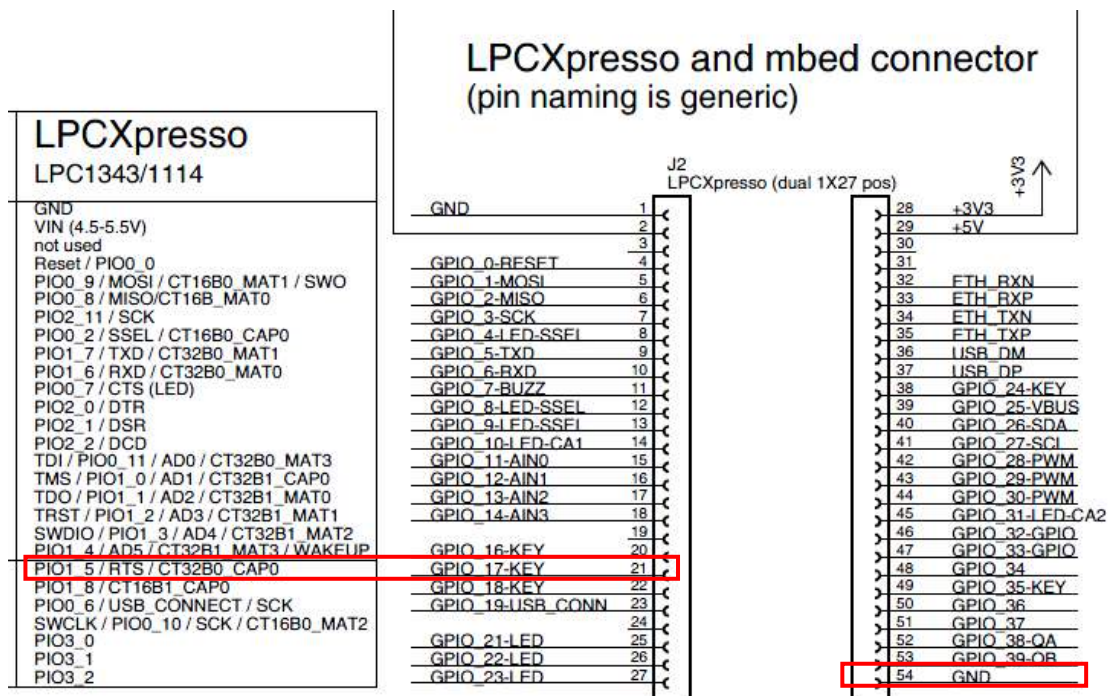 LPCXpresso and mbed connector
(pin naming is generic)
LPCXpresso
LPC1343/1114
J2
LPCXpresso (dual 1X27 pos)
+3V3
GND GND 1 28 +3V3
VIN (4.5-5.5V) 2 29 +5V
not used 3 30
Reset / PIO0_0 GPIO_0-RESET 4 31
PIO0_9 / MOSI / CT16B0_MAT1 / SWO GPIO_1-MOSI 5 32 ETH_RXN
PIO0_8 / MISO/CT16B_MAT0 GPIO_2-MISO 6 33 ETH_RXP
PIO2_11 / SCK GPIO_3-SCK 7 34 ETH_TXN
PIO0_2 / SSEL / CT16B0_CAP0 GPIO_4-LED-SSEL 8 35 ETH_TXP
PIO1_7 / TXD / CT32B0_MAT1 GPIO_5-TXD 9 36 USB_DM
PIO1_6 / RXD / CT32B0_MAT0 GPIO_6-RXD 10 37 USB_DP
PIO0_7 / CTS (LED) GPIO_7-BUZZ 11 38 GPIO_24-KEY
PIO2_0 / DTR GPIO_8-LED-SSEL 12 39 GPIO_25-VBUS
PIO2_1 / DSR GPIO_9-LED-SSEL 13 40 GPIO_26-SDA
PIO2_2 / DCD GPIO_10-LED-CA1 14 41 GPIO_27-SCL
TDI / PIO0_11 / AD0 / CT32B0_MAT3 GPIO_11-AIN0 15 42 GPIO_28-PWM
TMS / PIO1_0 / AD1 / CT32B1_CAP0 GPIO_12-AIN1 16 43 GPIO_29-PWM
TDO / PIO1_1 / AD2 / CT32B1_MAT0 GPIO_13-AIN2 17 44 GPIO_30-PWM
TRST / PIO1_2 / AD3 / CT32B1_MAT1 GPIO_14-AIN3 18 45 GPIO_31-LED-CA2
SWDIO / PIO1_3 / AD4 / CT32B1_MAT2 19 46 GPIO_32-GPIO
PIO1_4 / AD5 / CT32B1_MAT3 / WAKEUP GPIO_16-KEY 20 47 GPIO_33-GPIO
PIO1_5 / RTS / CT32B0_CAP0 GPIO_17-KEY 21 48 GPIO_34
PIO1_8 / CT16B1_CAP0 GPIO_18-KEY 22 49 GPIO_35-KEY
PIO0_6 / USB_CONNECT / SCK GPIO_19-USB_CONN 23 50 GPIO_36
SWCLK / PIO0_10 / SCK / CT16B0_MAT2 24 51 GPIO_37
PIO3_0 GPIO_21-LED 25 52 GPIO_38-OA
PIO3_1 GPIO_22-LED 26 53 GPIO_39-OB
PIO3_2 GPIO_23-LED 27 54 GND